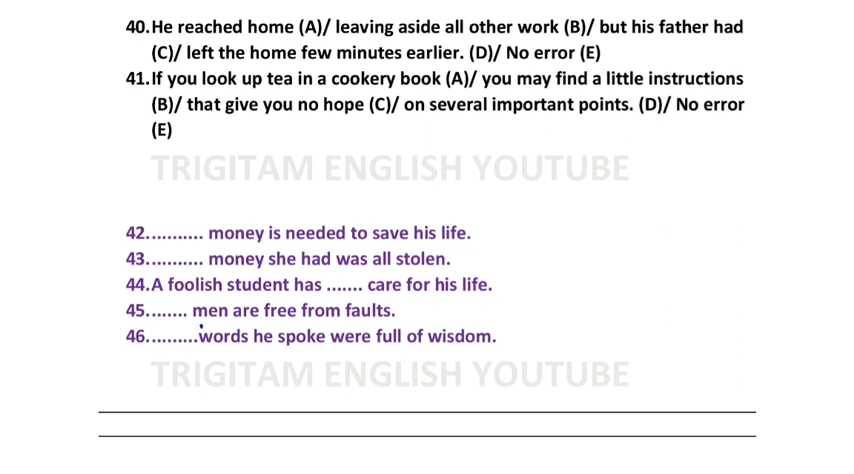 40. He reached home (A)/ leaving aside all other work (B)/ but his father had
(C)/ left the home few minutes earlier. (D)/ No error (E)
41. If you look up tea in a cookery book (A)/ you may find a little instructions
(B)/ that give you no hope (C)/ on several important points. (D)/ No error
(E)
TRIGITAM ENGLISH YOUTUBE
42........... money is needed to save his life.
43........... money she had was all stolen.
44. A foolish student has ....... care for his life.
45........ men are free from faults.
46..........words he spoke were full of wisdom.
TRIGITAM ENGLISH YOUTUBE